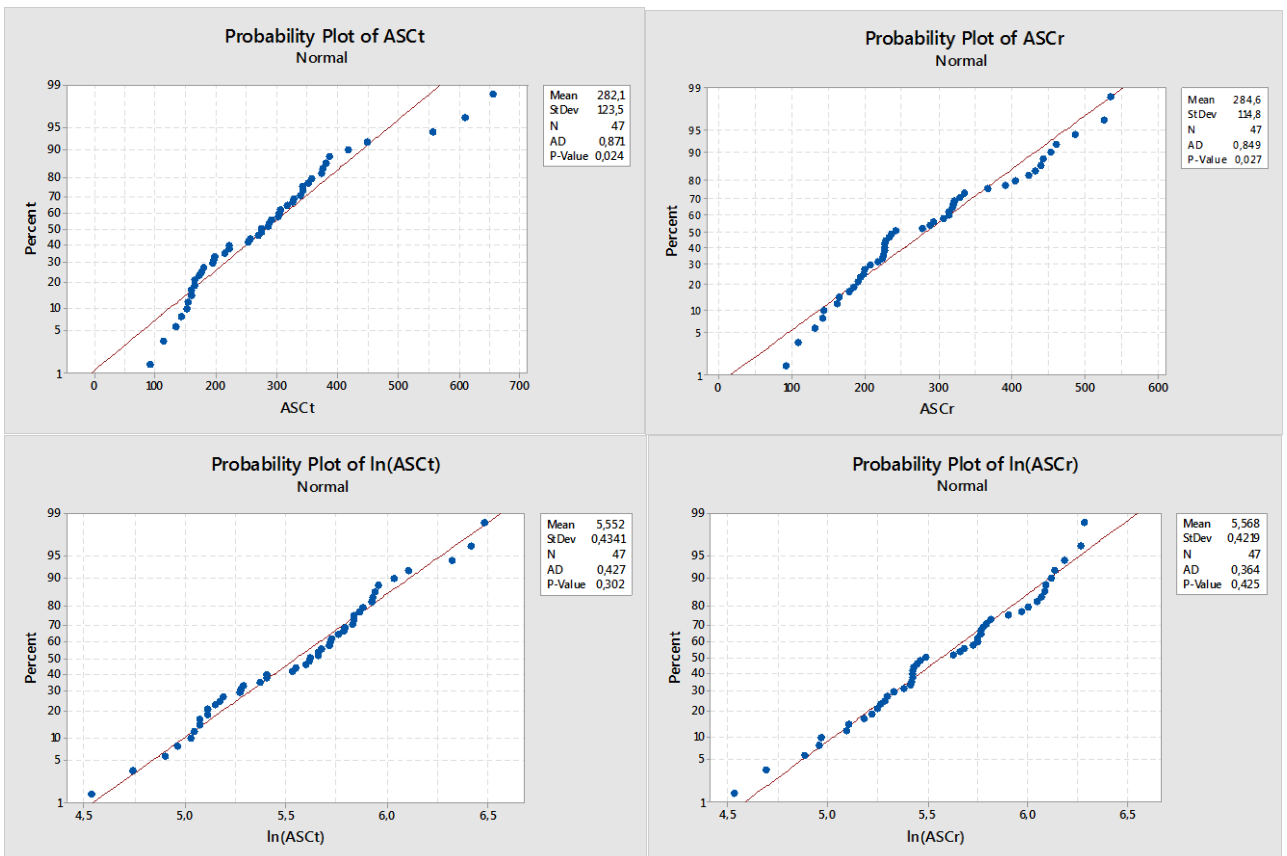 Probability Plot of ASCt
Normal
99
95
90
80
70
60
50
40
30
20
10
5
1
Percent
0 100 200 300 400 500 600 700
ASCt
Mean 282,1
StDev 123,5
N 47
AD 0,871
P-Value 0,024
Probability Plot of ASCr
Normal
99
95
90
80
70
60
50
40
30
20
10
5
1
Percent
0 100 200 300 400 500 600
ASCr
Mean 284,6
StDev 114,8
N 47
AD 0,849
P-Value 0,027
Probability Plot of ln(ASCt)
Normal
99
95
90
80
70
60
50
40
30
20
10
5
1
Percent
4,5 5,0 5,5 6,0 6,5
ln(ASCt)
Mean 5,552
StDev 0,4341
N 47
AD 0,427
P-Value 0,302
Probability Plot of ln(ASCr)
Normal
99
95
90
80
70
60
50
40
30
20
10
5
1
Percent
4,5 5,0 5,5 6,0 6,5
ln(ASCr)
Mean 5,568
StDev 0,4219
N 47
AD 0,364
P-Value 0,425